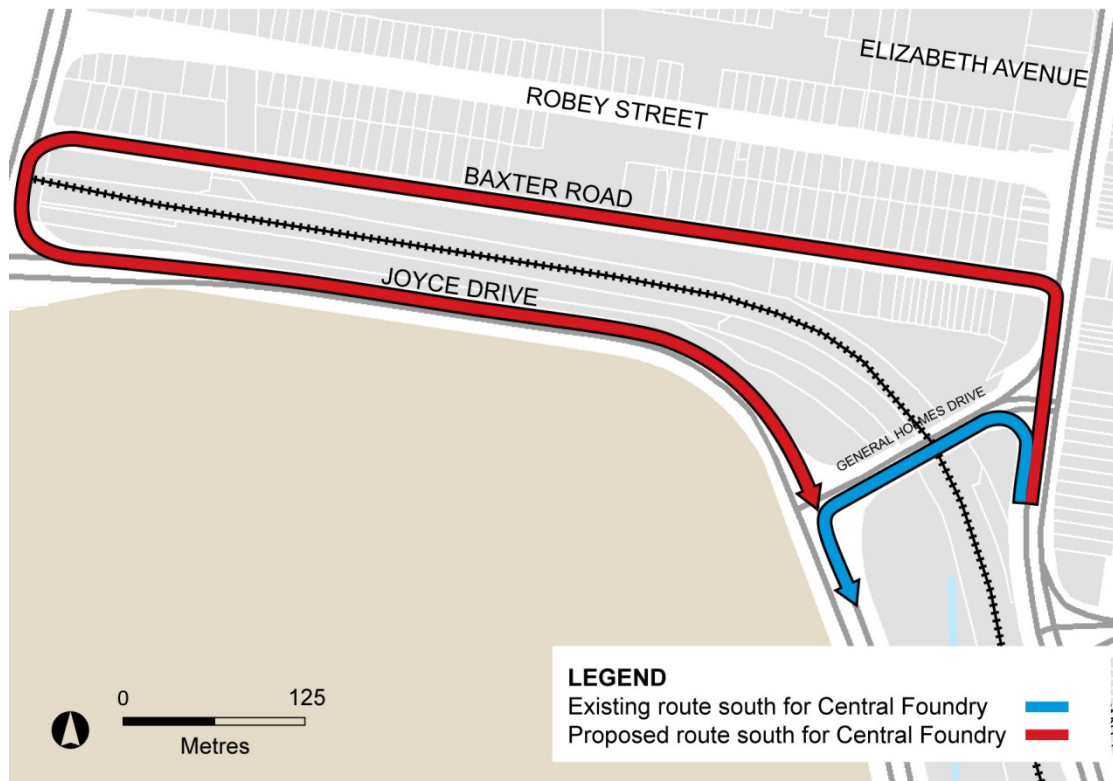 ELIZABETH AVENUE
ROBEY STREET
BAXTER ROAD
JOYCE DRIVE
GENERAL HOLMES DRIVE
0 125
Metres
LEGEND
Existing route south for Central Foundry
Proposed route south for Central Foundry